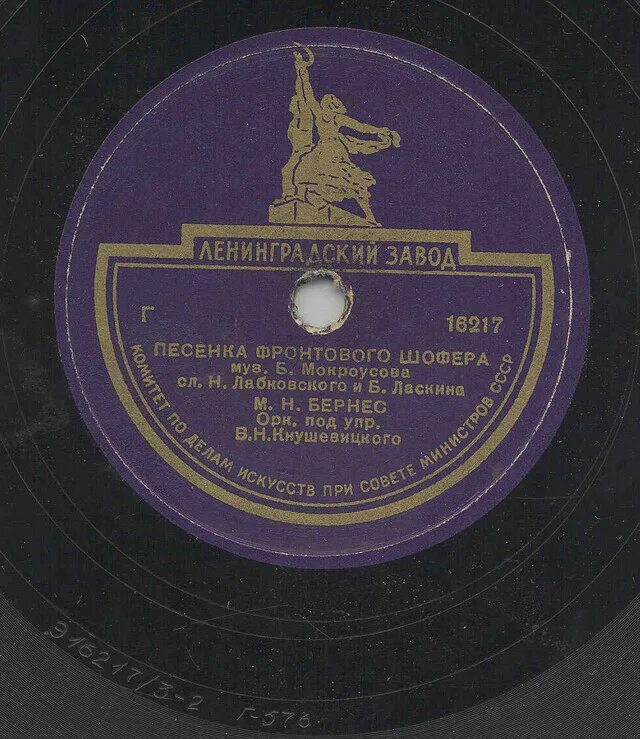 ЛЕНИНГРАДСКИЙ ЗАВОД
Г 16217
ПЕСЕНКА ФРОНТОВОГО ШОФЕРА
муз. Б. Мокроусова
сл. Н. Лабковского и Б. Ласкина
М. Н. БЕРНЕС
Орк. под упр.
В.Н.Кнушевицкого
КОМИТЕТ ПО ДЕЛАМ ИСКУССТВ ПРИ СОВЕТЕ МИНИСТРОВ СССР
Э16217/3-2 Г-576